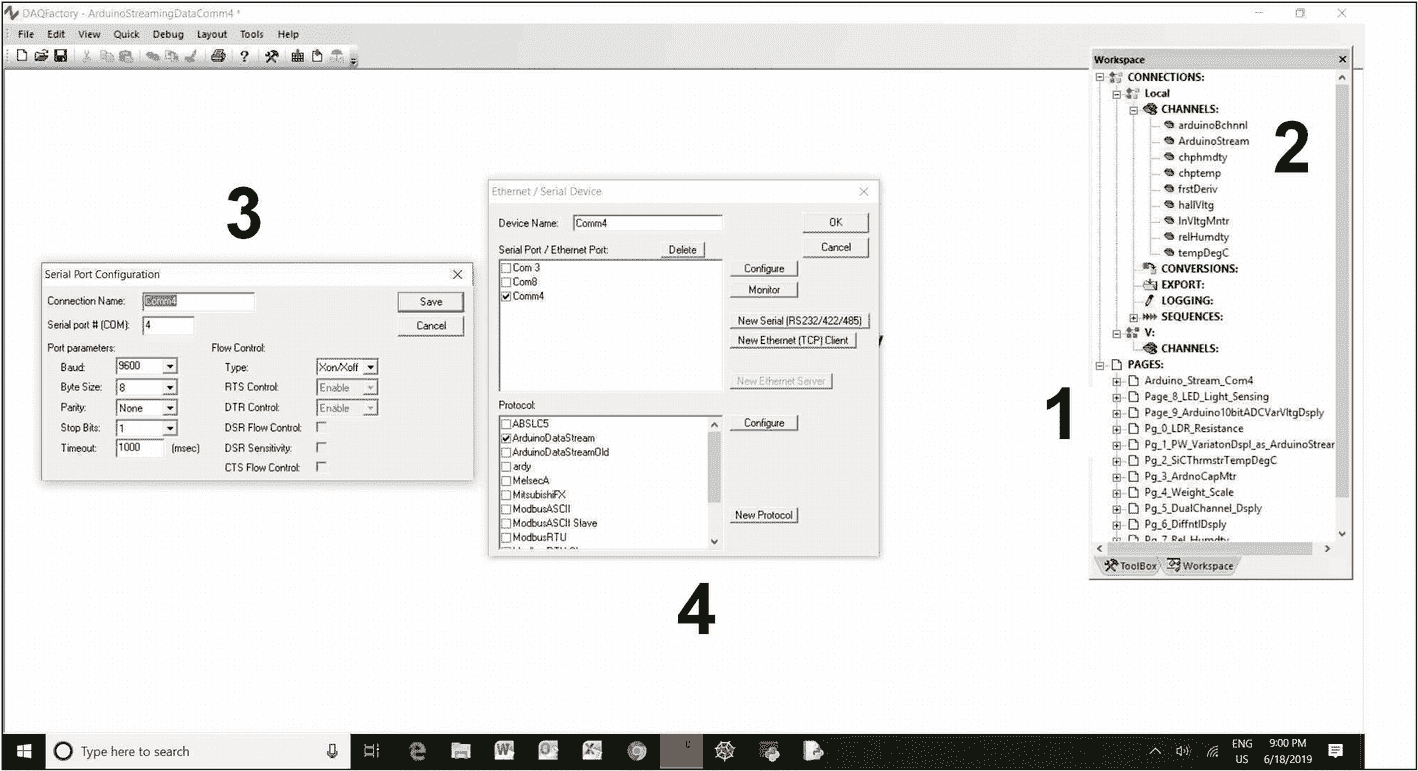 DAQFactory - ArduinoStreamingDataComm4 *
File Edit View Quick Debug Layout Tools Help
3
Serial Port Configuration
Connection Name: Comm4 Save
Serial port # (COM): 4 Cancel
Port parameters: Flow Control:
Baud: 9600 Type: Xon/Xoff
Byte Size: 8 RTS Control: Enable
Parity: None DTR Control: Enable
Stop Bits: 1 DSR Flow Control:
Timeout: 1000 (msec) DSR Sensitivity:
CTS Flow Control:
Ethernet / Serial Device
Device Name: Comm4 OK
Serial Port / Ethernet Port: Delete Cancel
Com 3 Configure
Com8 Monitor
Comm4
New Serial (RS232/422/485)
New Ethernet (TCP) Client
New Ethernet Server
Protocol:
ABSLC5 Configure
ArduinoDataStream
ArduinoDataStreamOld
ardy
MelsecA
MitsubishiFX
ModbusASCII New Protocol
ModbusASCII Slave
ModbusRTU
4
Workspace
CONNECTIONS:
Local
CHANNELS:
arduinoBchnnl
ArduinoStream
chphmdty
chptemp
frstDeriv
hallVltg
InVltgMntr
relHumdty
tempDegC
CONVERSIONS:
EXPORT:
LOGGING:
SEQUENCES:
V:
CHANNELS:
PAGES:
Arduino_Stream_Com4
Page_8_LED_Light_Sensing
Page_9_Arduino10bitADCVarVltgDsply
Pg_0_LDR_Resistance
Pg_1_PW_VariatonDspl_as_ArduinoStrear
Pg_2_SiCThrmstrTempDegC
Pg_3_ArdnoCapMtr
Pg_4_Weight_Scale
Pg_5_DualChannel_Dsply
Pg_6_DiffntlDsply
Pg_7_Rel_Humdty
ToolBox Workspace
2
1
Type here to search
ENG 9:00 PM
US 6/18/2019